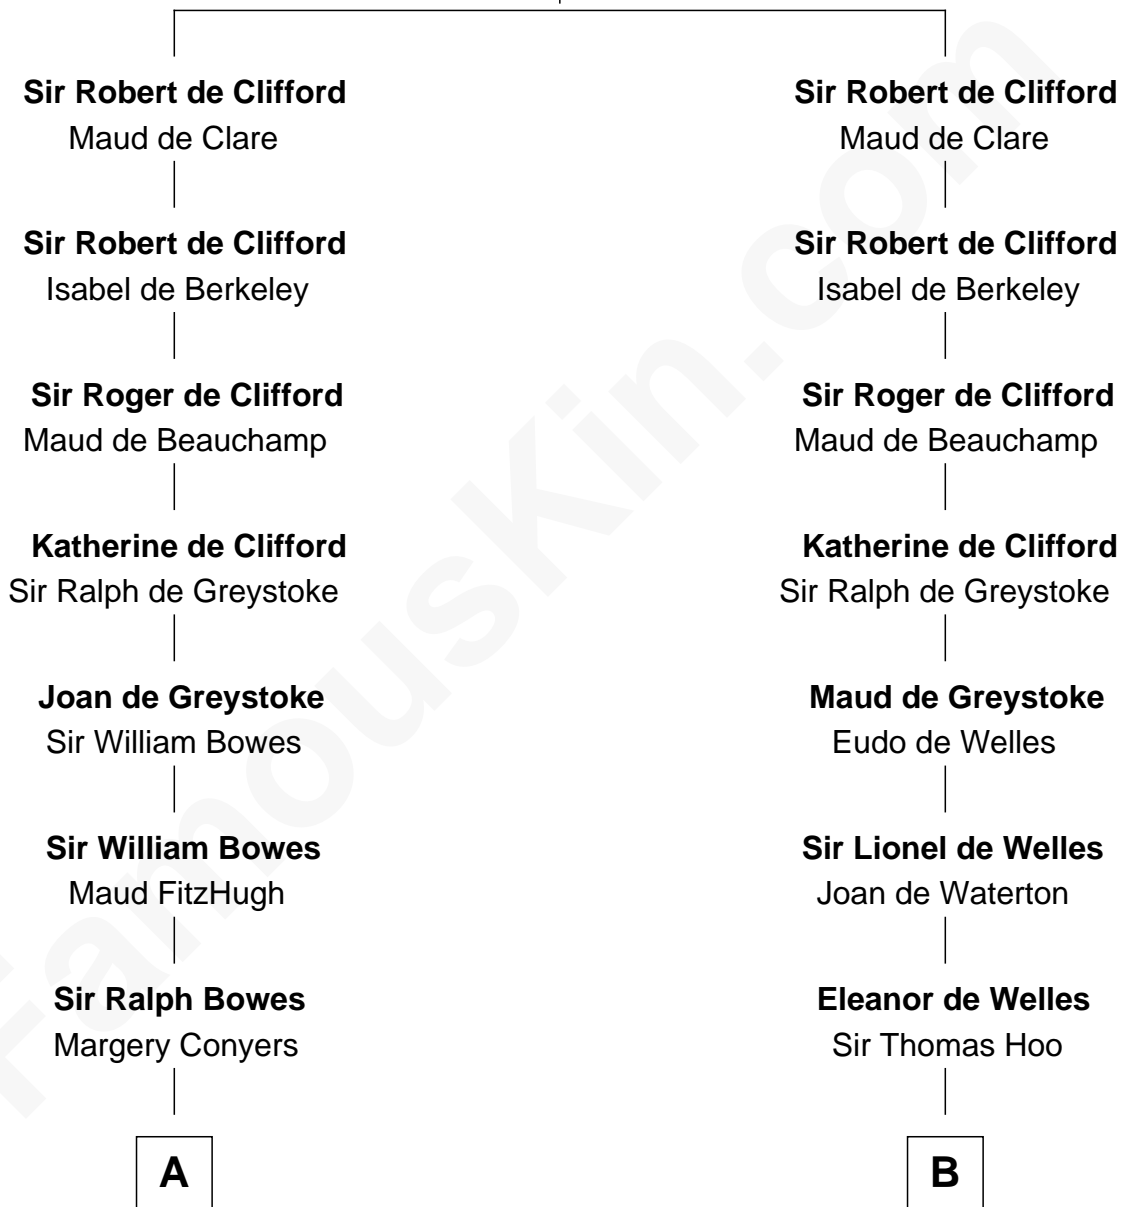 Sir Robert de Clifford
Maud de Clare
Sir Robert de Clifford
Isabel de Berkeley
Sir Roger de Clifford
Maud de Beauchamp
Katherine de Clifford
Sir Ralph de Greystoke
Joan de Greystoke
Sir William Bowes
Sir William Bowes
Maud FitzHugh
Sir Ralph Bowes
Margery Conyers
A
Sir Robert de Clifford
Maud de Clare
Sir Robert de Clifford
Isabel de Berkeley
Sir Roger de Clifford
Maud de Beauchamp
Katherine de Clifford
Sir Ralph de Greystoke
Maud de Greystoke
Eudo de Welles
Sir Lionel de Welles
Joan de Waterton
Eleanor de Welles
Sir Thomas Hoo
B
FamousKin.com